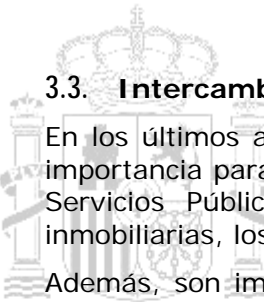 3.3. Intercamb
En los últimos a
importancia para
Servicios Públic
inmobiliarias, los
Además, son im